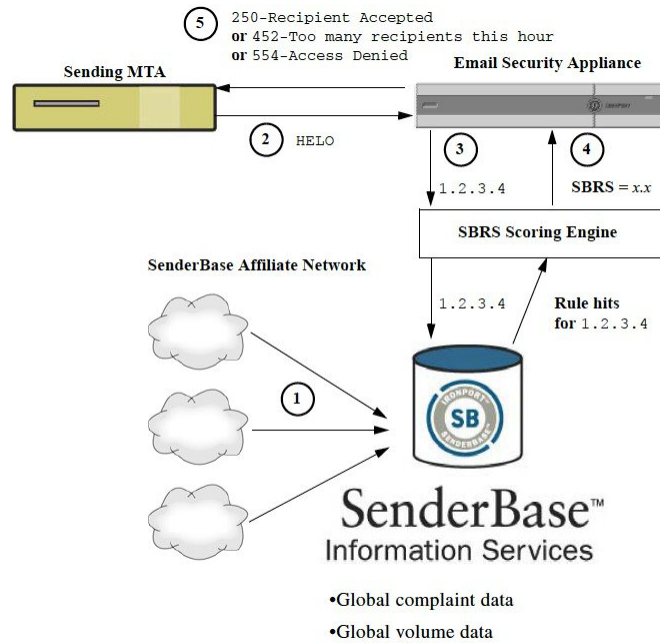 5
250-Recipient Accepted
or 452-Too many recipients this hour
or 554-Access Denied
Sending MTA
Email Security Appliance
2
HELO
3
4
1.2.3.4
SBRS = x.x
SBRS Scoring Engine
SenderBase Affiliate Network
1.2.3.4
Rule hits
for 1.2.3.4
1
IRONPORT
SB
SENDERBASE
SenderBase™
Information Services
•Global complaint data
•Global volume data